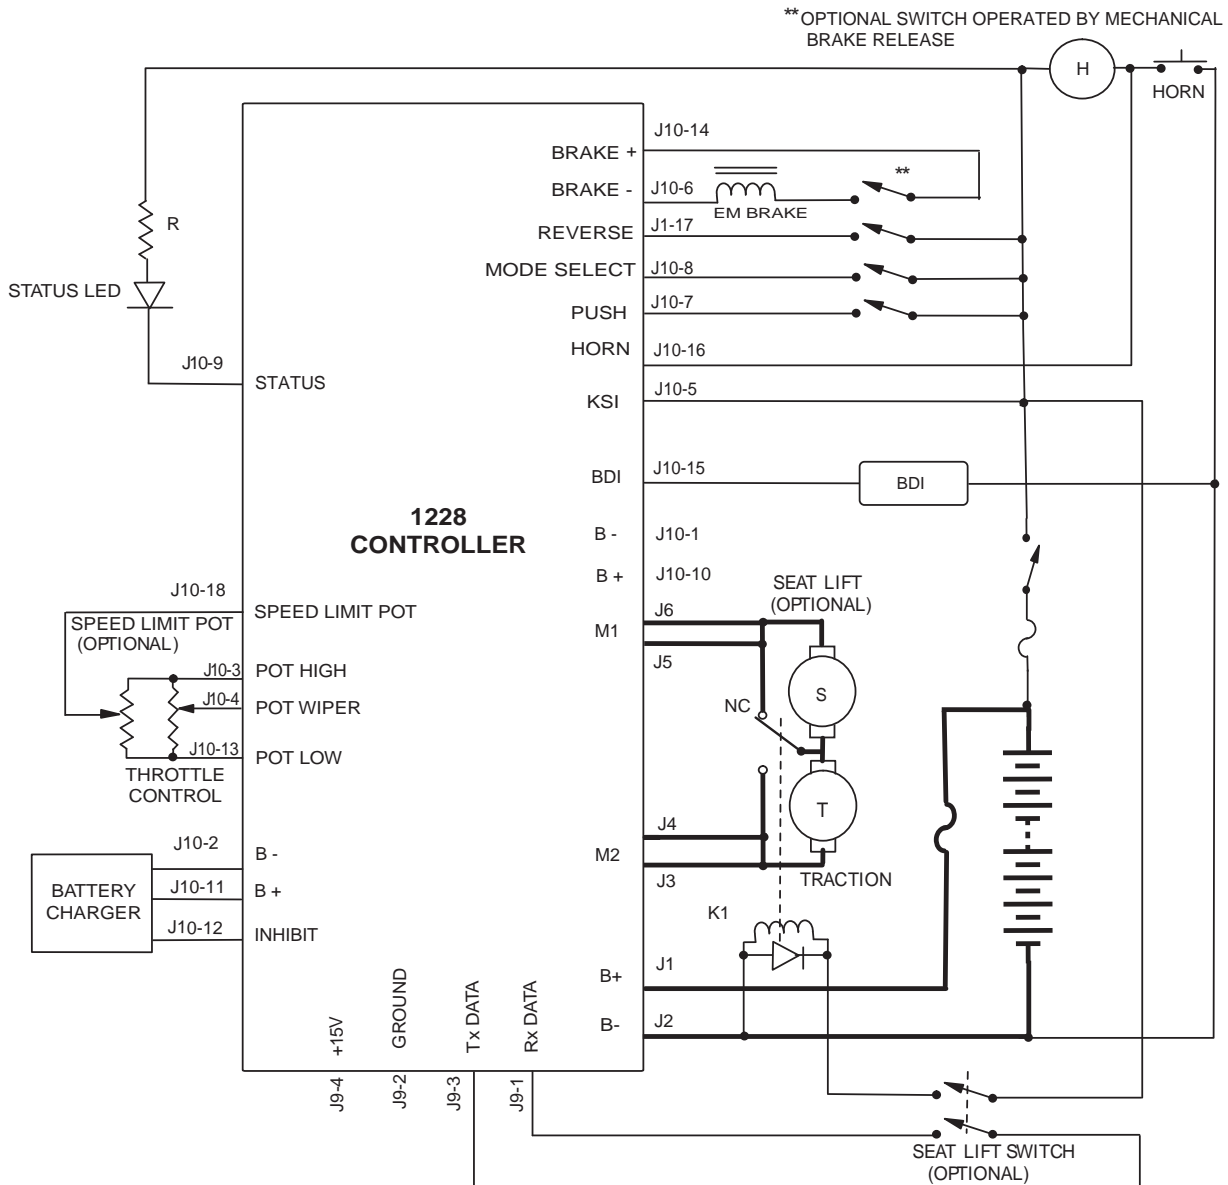 **OPTIONAL SWITCH OPERATED BY MECHANICAL
BRAKE RELEASE
H
HORN
R
STATUS LED
J10-9
STATUS
J10-14
BRAKE +
BRAKE -
J10-6
**
EM BRAKE
REVERSE
J1-17
MODE SELECT
J10-8
PUSH
J10-7
HORN
J10-16
KSI
J10-5
BDI
J10-15
BDI
1228
CONTROLLER
B -
J10-1
B +
J10-10
J10-18
SPEED LIMIT POT
SPEED LIMIT POT
(OPTIONAL)
J10-3
POT HIGH
J10-4
POT WIPER
J10-13
POT LOW
THROTTLE
CONTROL
SEAT LIFT
(OPTIONAL)
J6
M1
J5
S
NC
T
J4
M2
J3
TRACTION
BATTERY
CHARGER
J10-2
B -
J10-11
B +
J10-12
INHIBIT
K1
B+
J1
B-
J2
+15V
GROUND
Tx DATA
Rx DATA
J9-4
J9-2
J9-3
J9-1
SEAT LIFT SWITCH
(OPTIONAL)